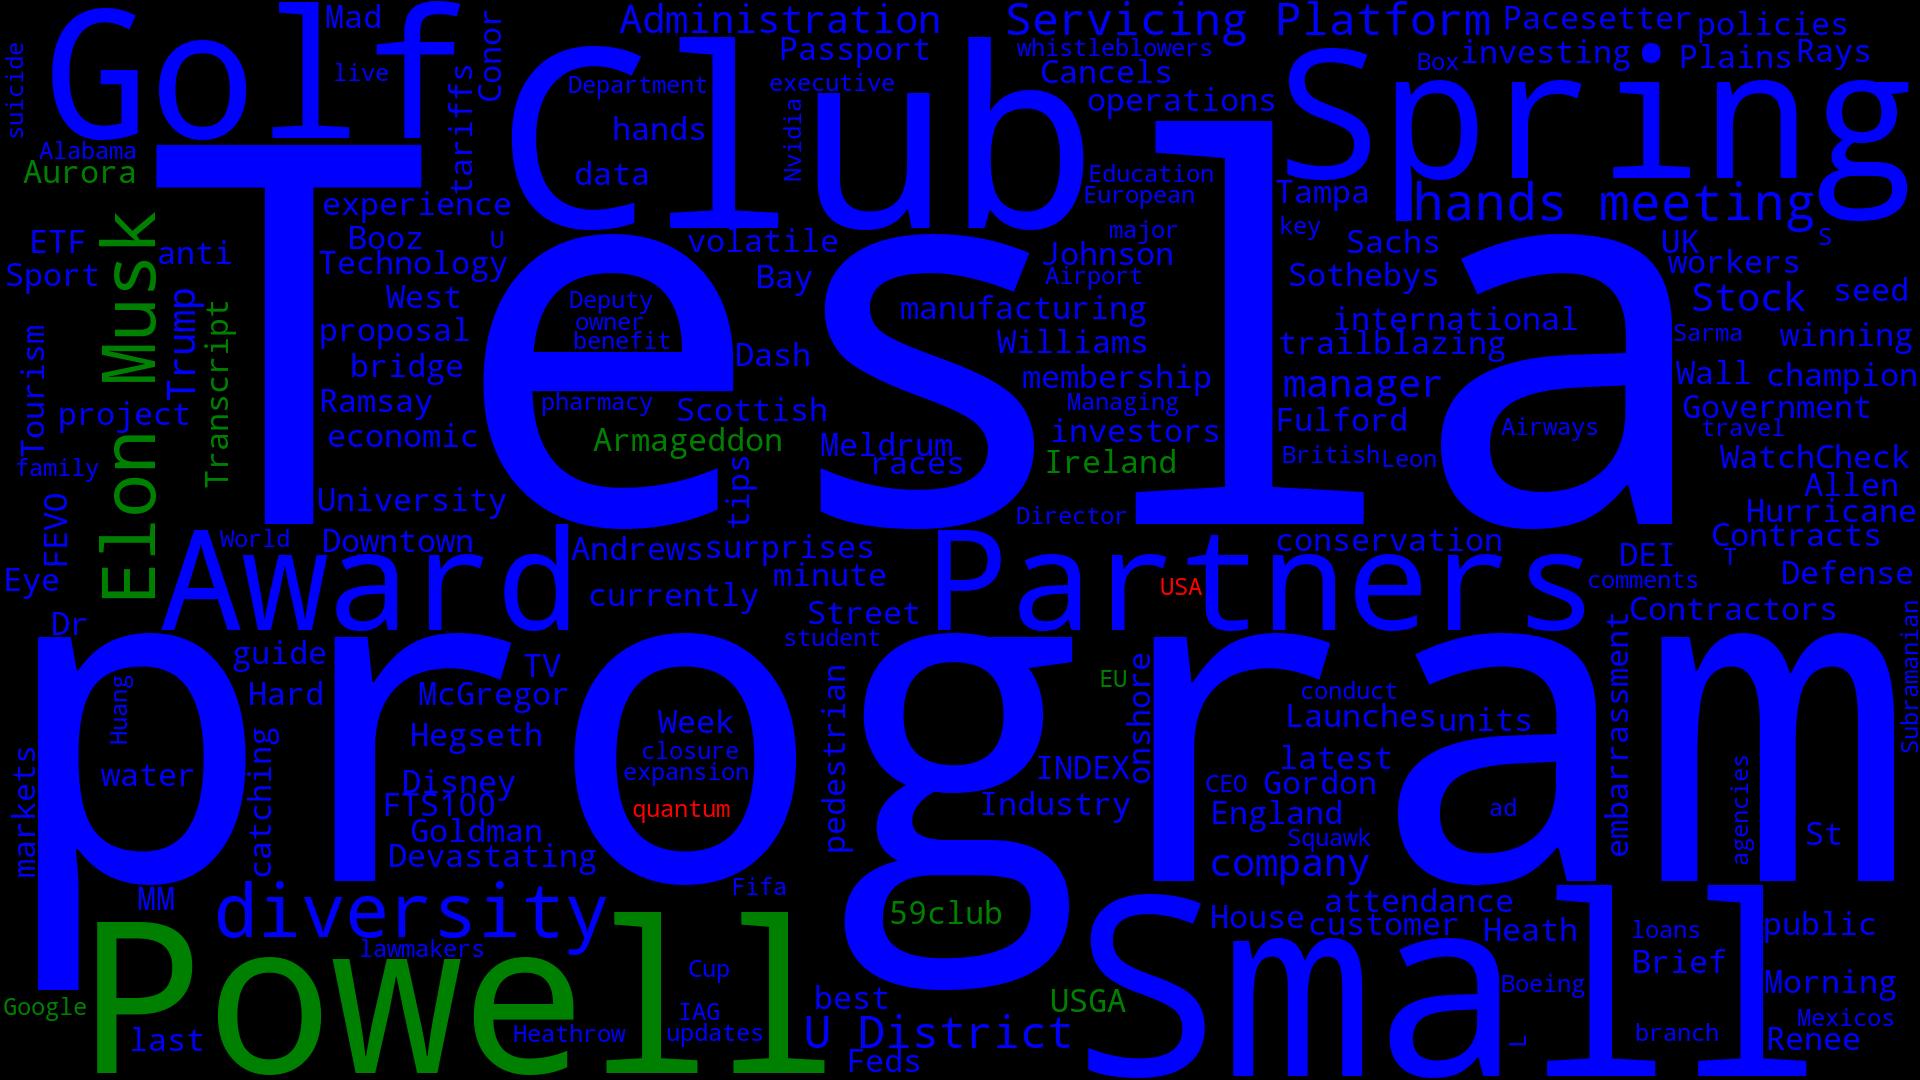 Golf
Mad
live
suicide
Conor
tariffs
Administration
Passport
Department
executive
hands
data
Nvidia
Club
Servicing Platform
Pacesetter
policies
whistleblowers
Cancels
operations
Box
investing
Plains
Rays
Spring
Alabama
Aurora
Education
European
Tampa
hands meeting
experience
Booz
U
Technology
West
proposal
bridge
Ramsay
economic
University
ETF
Sport
anti
Elon Musk
Trump
Transcript
Tourism
project
family
FEVO
Eye
Dr
Tesla
volatile
Bay
Deputy
owner
benefit
Dash
pharmacy
Scottish
Armageddon
tips
major
Johnson
Airport
manufacturing
Williams
membership
Managing
Meldrum
races
investors
Ireland
Director
key
Sachs
Sothebys
international
trailblazing
manager
Fulford
British
Leon
Airways
UK
S
workers
Stock
seed
Sarma
winning
Wall
champion
Government
travel
WatchCheck
Allen
Hurricane
Contracts
World
Downtown
Award
Andrews
surprises
minute
currently
Street
student
Partners
USA
conservation
DEI
T
comments
Defense
Contractors
Subramanian
embarrassment
program
guide
Hard
TV
McGregor
Hegseth
Huang
water
markets
catching
Disney
FTS100
Goldman
Devastating
Week
closure
expansion
quantum
pedestrian
EU
onshore
INDEX
Industry
conduct
Launches
units
latest
CEO
Gordon
England
Squawk
company
ad
agencies
St
MM
diversity
lawmakers
Fifa
59club
House
attendance
customer
Heath
loans
public
Brief
Morning
Google
Powell
last
Heathrow
Cup
IAG
updates
best
U District
Feds
USGA
Small
Boeing
L
branch
Mexicos
Renee